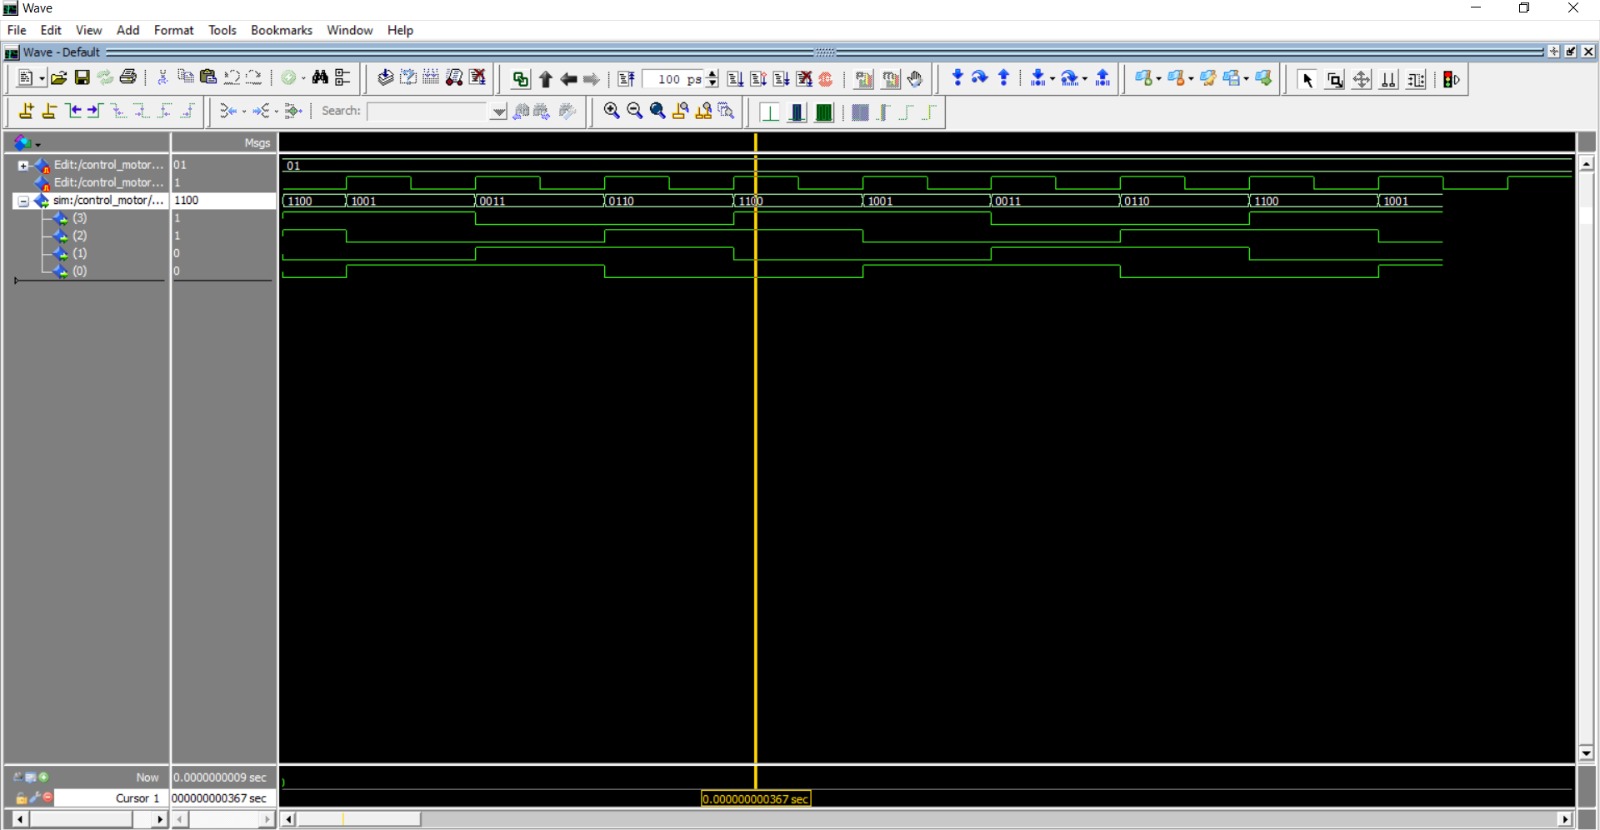 Wave
File Edit View Add Format Tools Bookmarks Window Help
Wave - Default
100 ps
Search:
Msgs
Edit:/control_motor... 01 01
Edit:/control_motor... 1
sim:/control_motor/... 1100 1100 1001 0011 0110 1100 1001 0011 0110 1100 1001
(3) 1
(2) 1
(1) 0
(0) 0
Now 0.0000000009 sec
Cursor 1 000000000367 sec 0.000000000367 sec